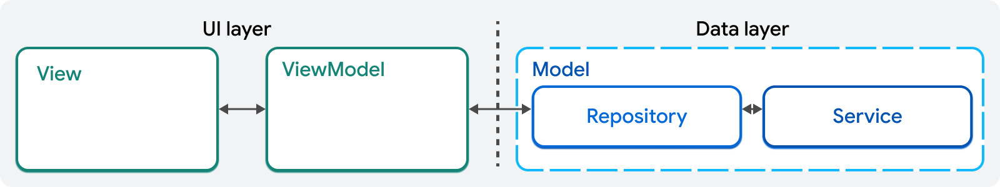 UI layer
Data layer
View
ViewModel
Model
Repository
Service